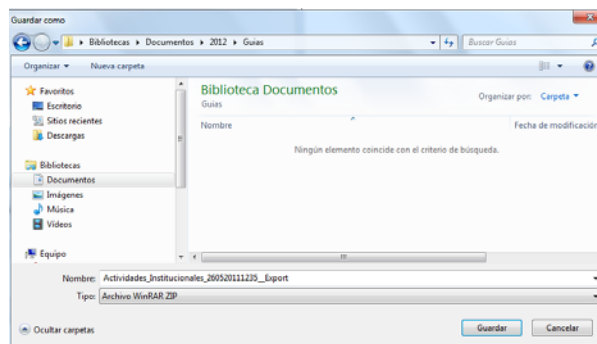 Guardar como
Bibliotecas ▸ Documentos ▸ 2012 ▸ Guias
Buscar Guias
Organizar
Nueva carpeta
Favoritos
Escritorio
Sitios recientes
Descargas
Bibliotecas
Documentos
Imágenes
Música
Vídeos
Equipo
Biblioteca Documentos
Guias
Organizar por: Carpeta
Nombre
Fecha de modificación
Ningún elemento coincide con el criterio de búsqueda.
Nombre: Actividades_Institucionales_260520111235__Export
Tipo: Archivo WinRAR ZIP
Ocultar carpetas
Guardar
Cancelar